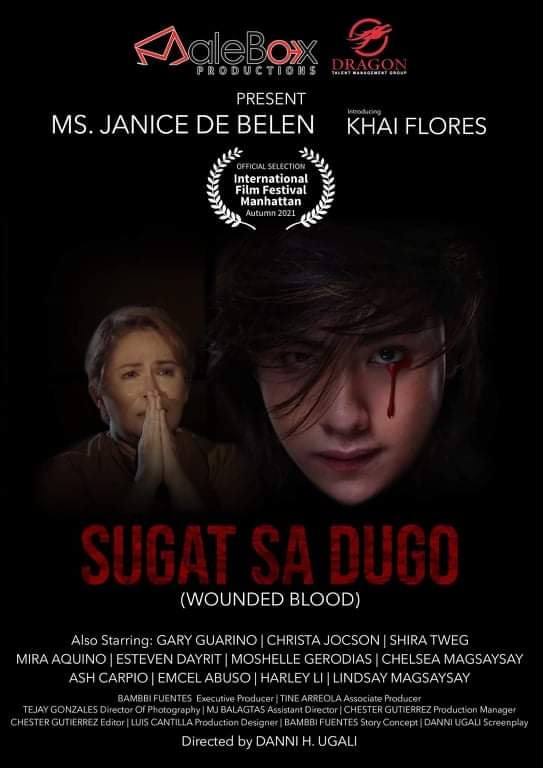 MaleBox
PRODUCTIONS
DRAGON
TALENT MANAGEMENT GROUP
PRESENT
MS. JANICE DE BELEN
Introducing
KHAI FLORES
OFFICIAL SELECTION
International
Film Festival
Manhattan
Autumn 2021
SUGAT SA DUGO
(WOUNDED BLOOD)
Also Starring: GARY GUARINO | CHRISTA JOCSON | SHIRA TWEG
MIRA AQUINO | ESTEVEN DAYRIT | MOSHELLE GERODIAS | CHELSEA MAGSAYSAY
ASH CARPIO | EMCEL ABUSO | HARLEY LI | LINDSAY MAGSAYSAY
BAMBBI FUENTES Executive Producer | TINE ARREOLA Associate Producer
TEJAY GONZALES Director Of Photography | MJ BALAGTAS Assistant Director | CHESTER GUTIERREZ Production Manager
CHESTER GUTIERREZ Editor | LUIS CANTILLA Production Designer | BAMBBI FUENTES Story Concept | DANNI UGALI Screenplay
Directed by DANNI H. UGALI